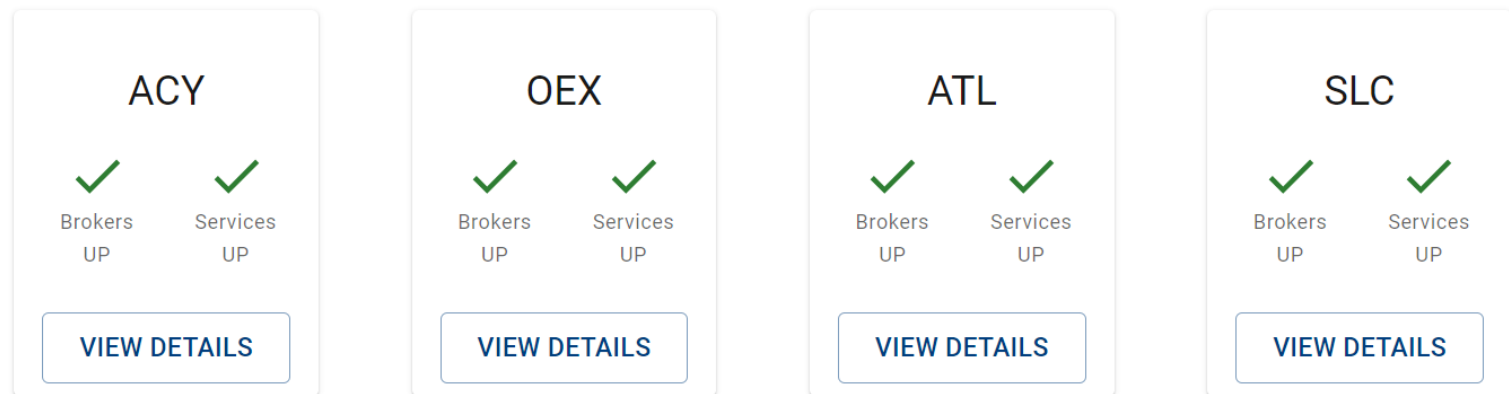 ACY
Brokers
UP
Services
UP
VIEW DETAILS
OEX
Brokers
UP
Services
UP
VIEW DETAILS
ATL
Brokers
UP
Services
UP
VIEW DETAILS
SLC
Brokers
UP
Services
UP
VIEW DETAILS